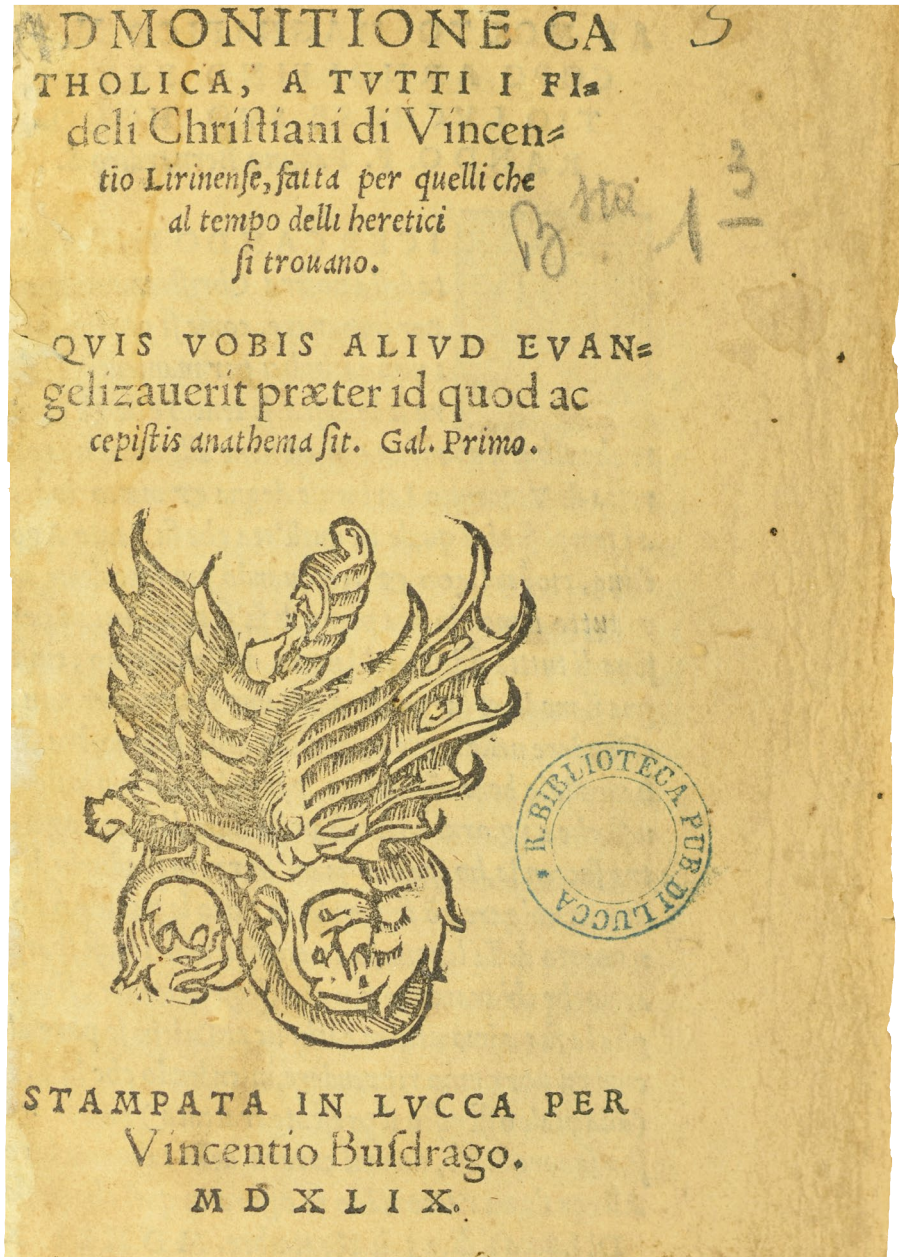 ADMONITIONE CA
THOLICA, A TVTTI I FI=
deli Chriſtiani di Vincen=
tio Lirinenſe, fatta per quelli che
al tempo delli heretici
ſi trouano.
QVIS VOBIS ALIVD EVAN=
gelizauerit præter id quod ac
cepiſtis anathema ſit. Gal. Primo.
R. BIBLIOTECA PUB. DI LUCCA *
STAMPATA IN LVCCA PER
Vincentio Buſdrago.
M D X L I X.